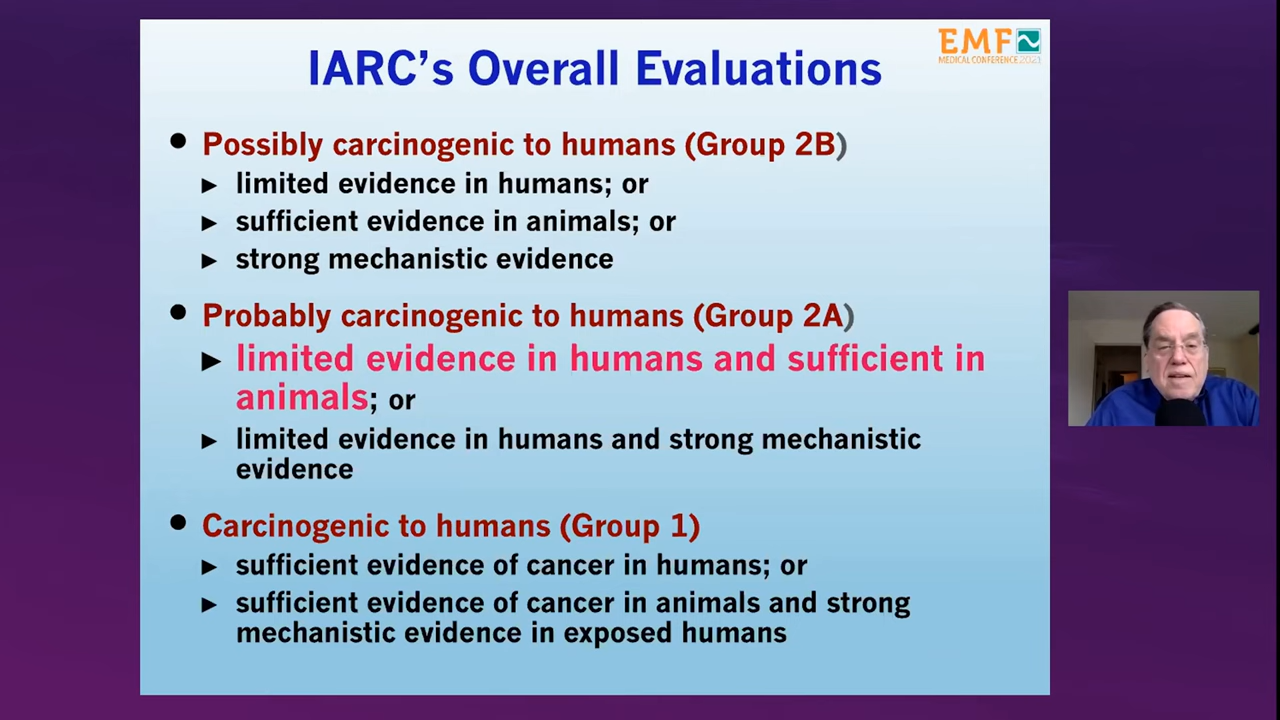 EMF
MEDICAL CONFERENCE 2021
IARC's Overall Evaluations
• Possibly carcinogenic to humans (Group 2B)
► limited evidence in humans; or
► sufficient evidence in animals; or
► strong mechanistic evidence
• Probably carcinogenic to humans (Group 2A)
► limited evidence in humans and sufficient in
animals; or
► limited evidence in humans and strong mechanistic
evidence
• Carcinogenic to humans (Group 1)
► sufficient evidence of cancer in humans; or
► sufficient evidence of cancer in animals and strong
mechanistic evidence in exposed humans